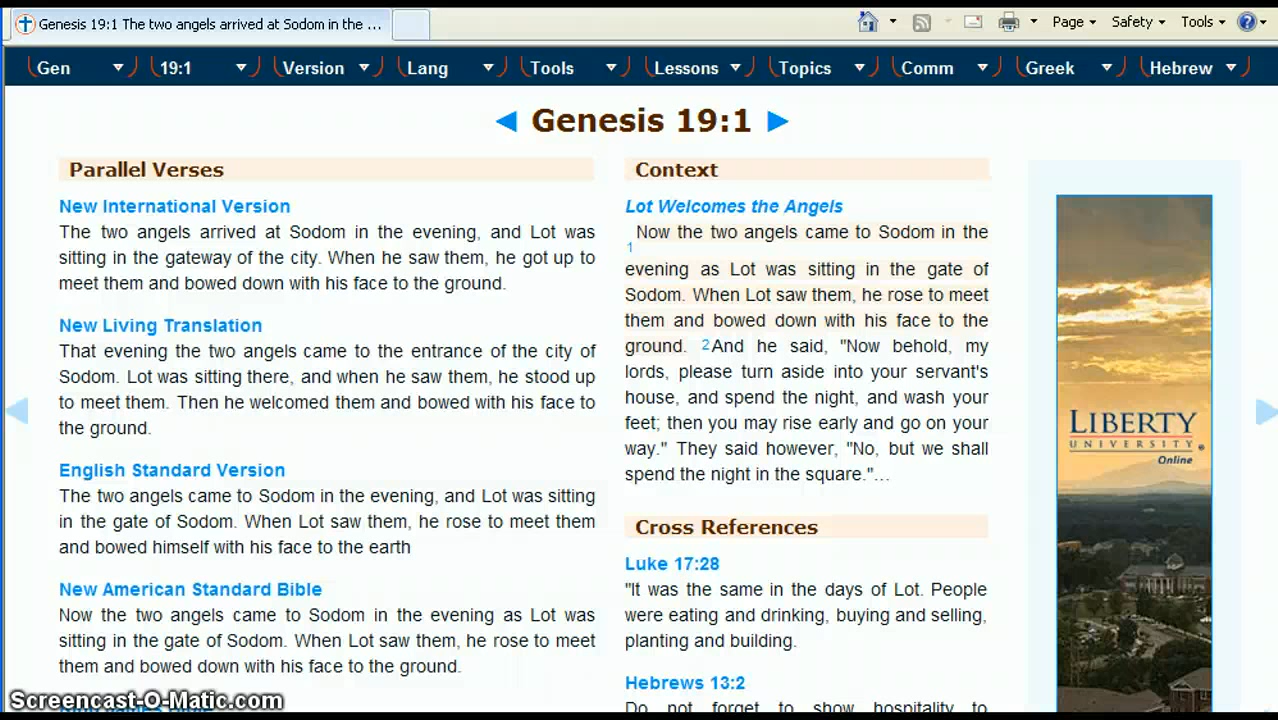 Genesis 19:1 The two angels arrived at Sodom in the ...
Page
Safety
Tools
Gen
19:1
Version
Lang
Tools
Lessons
Topics
Comm
Greek
Hebrew
Genesis 19:1
Parallel Verses
New International Version
The two angels arrived at Sodom in the evening, and Lot was
sitting in the gateway of the city. When he saw them, he got up to
meet them and bowed down with his face to the ground.
New Living Translation
That evening the two angels came to the entrance of the city of
Sodom. Lot was sitting there, and when he saw them, he stood up
to meet them. Then he welcomed them and bowed with his face to
the ground.
English Standard Version
The two angels came to Sodom in the evening, and Lot was sitting
in the gate of Sodom. When Lot saw them, he rose to meet them
and bowed himself with his face to the earth
New American Standard Bible
Now the two angels came to Sodom in the evening as Lot was
sitting in the gate of Sodom. When Lot saw them, he rose to meet
them and bowed down with his face to the ground.
Context
Lot Welcomes the Angels
1 Now the two angels came to Sodom in the
evening as Lot was sitting in the gate of
Sodom. When Lot saw them, he rose to meet
them and bowed down with his face to the
ground. 2And he said, "Now behold, my
lords, please turn aside into your servant's
house, and spend the night, and wash your
feet; then you may rise early and go on your
way." They said however, "No, but we shall
spend the night in the square."...
Cross References
Luke 17:28
"It was the same in the days of Lot. People
were eating and drinking, buying and selling,
planting and building.
Hebrews 13:2
Do not forget to show hospitality to
LIBERTY
UNIVERSITY
Online
Screencast-O-Matic.com